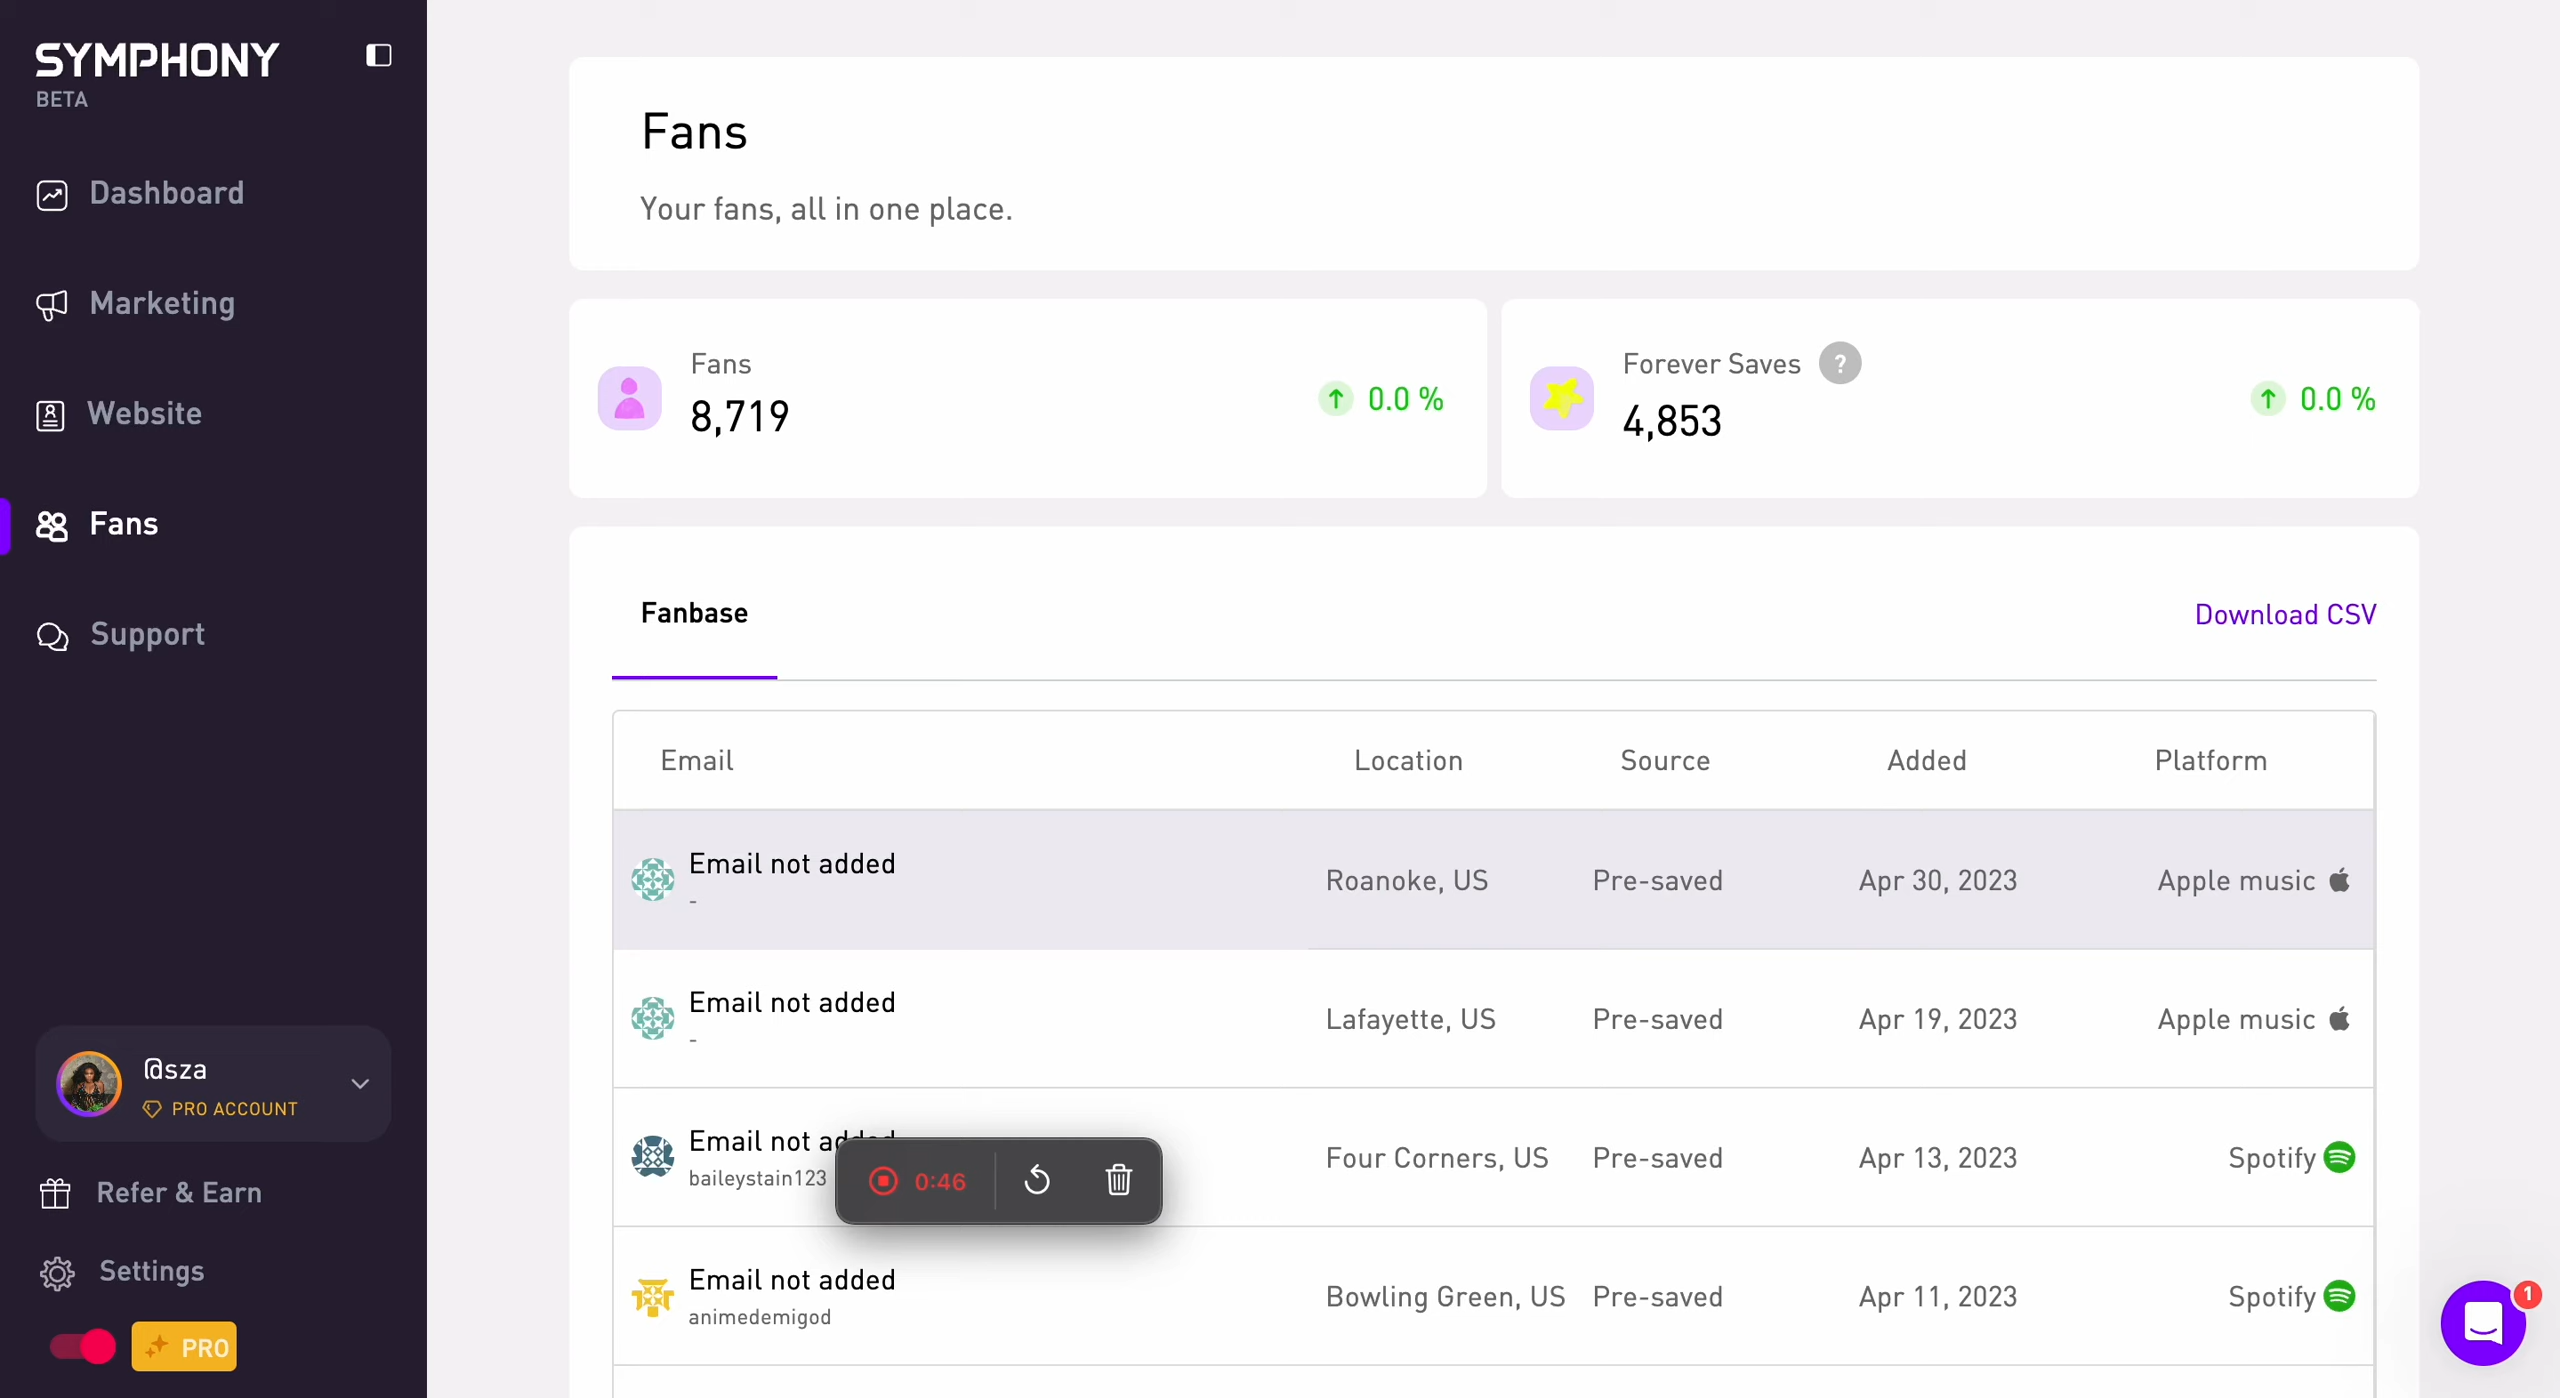 SYMPHONY
BETA
Dashboard
Marketing
Website
Fans
Support
@sza
PRO ACCOUNT
Refer & Earn
Settings
PRO
Fans
Your fans, all in one place.
Fans
8,719
0.0 %
Forever Saves ?
4,853
0.0 %
Fanbase
Download CSV
Email Location Source Added Platform
Email not added
-
Roanoke, US Pre-saved Apr 30, 2023 Apple music
Email not added
-
Lafayette, US Pre-saved Apr 19, 2023 Apple music
Email not added
baileystain123
Four Corners, US Pre-saved Apr 13, 2023 Spotify
0:46
Email not added
animedemigod
Bowling Green, US Pre-saved Apr 11, 2023 Spotify
1